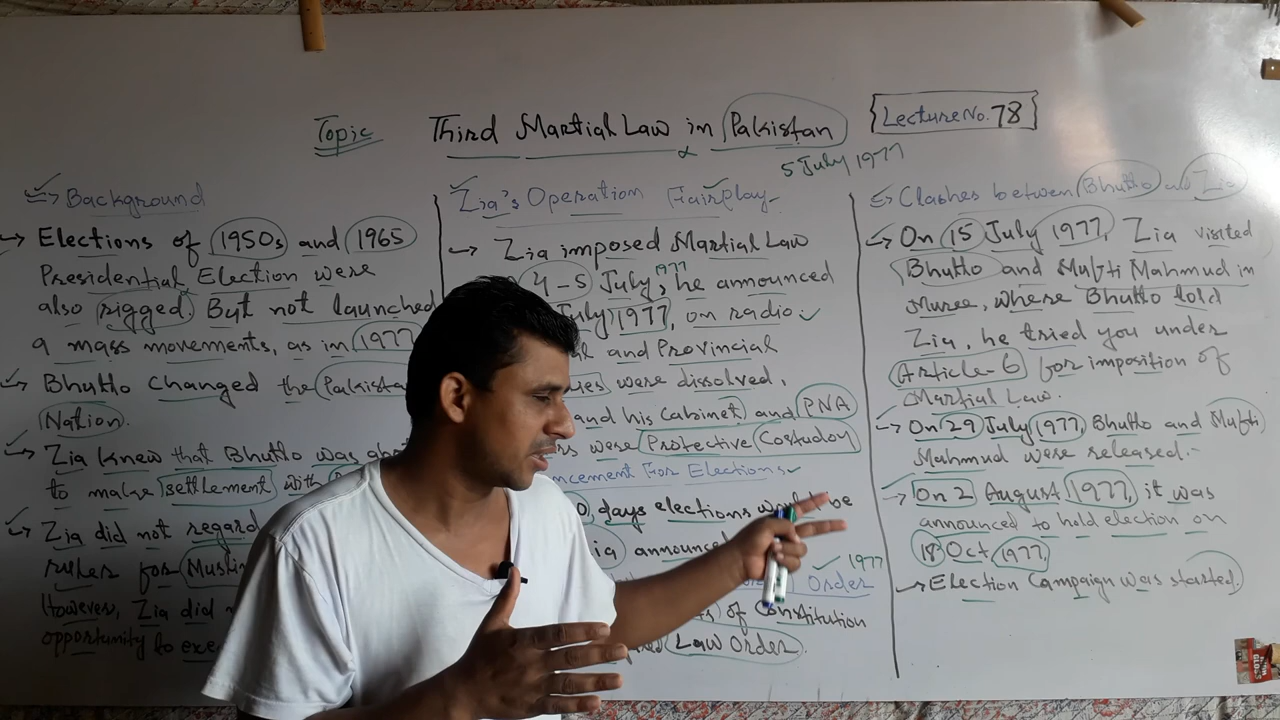 Topic
Third Martial Law in Pakistan
Lecture No. 78
5 July 1977
=> Background
→ Elections of 1950s and 1965
Presidential Election were
also rigged. But not launched
a mass movements, as in 1977
→ Bhutto changed the Pakista
Nation.
→ Zia knew that Bhutto was
to make settlement with
→ Zia did not regard
for Muslim
However, Zia did
opportunity to exe
Zia's Operation Fairplay
→ Zia imposed Martial Law
4-5 July, 1977 he announced
July 1977, on radio.
and Provincial
were dissolved.
and his Cabinet and PNA
were Protective Coustudoy
ncement For Elections
0 days elections would be
announced
1977
Order
of Constitution
Law Order.
=> Clashes between Bhutto and Zia
→ On 15 July 1977, Zia visited
Bhutto and Mufti Mahmud in
Muree, where Bhutto told
Zia, he tried you under
Article-6 for imposition of
Martial Law.
→ On 29 July 1977 Bhutto and Mufti
Mahmud were released.-
→ On 2 August 1977, it was
announced to hold election on
18 Oct 1977.
→ Election Campaign was started.